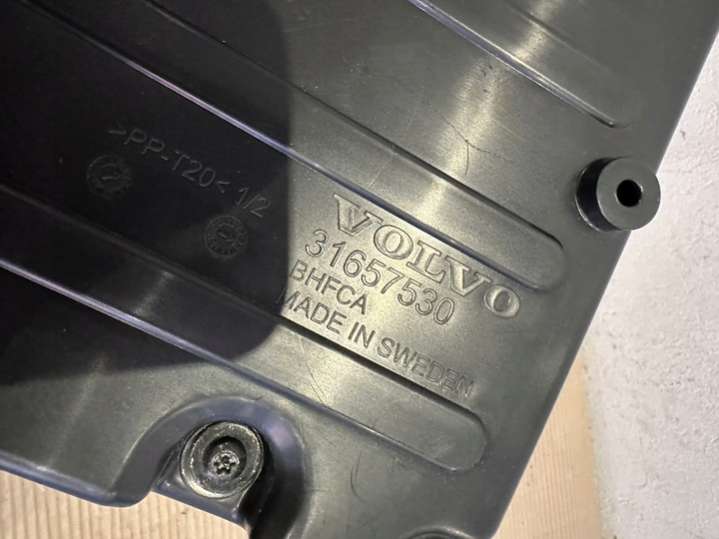 >PP-T20< 1/2
VOLVO
31657530
BHFCA
MADE IN SWEDEN